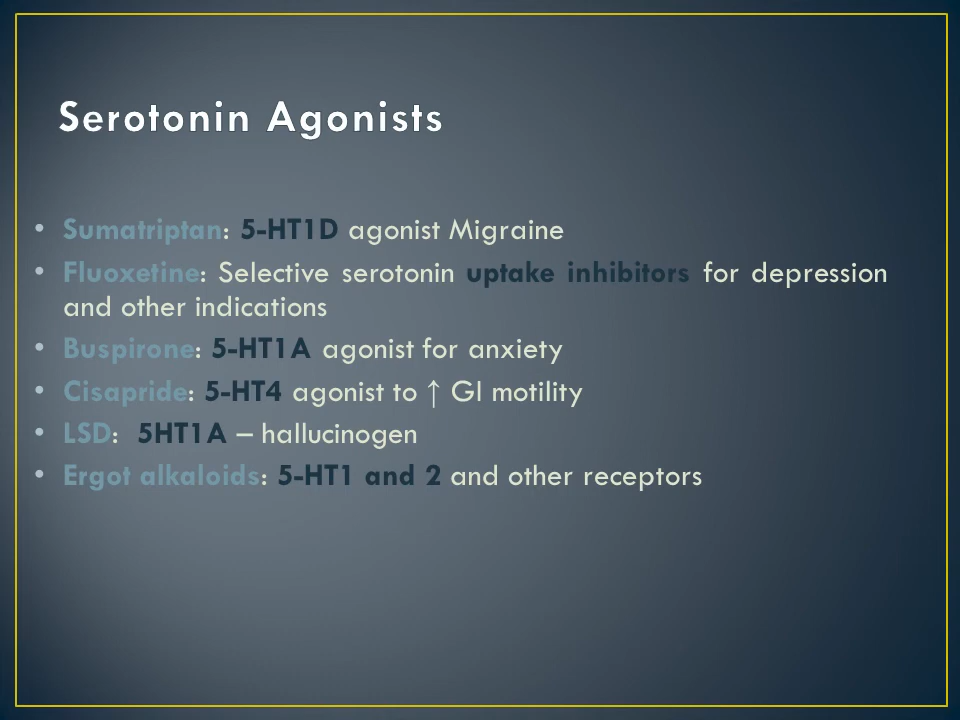 Serotonin Agonists
• Sumatriptan: 5-HT1D agonist Migraine
• Fluoxetine: Selective serotonin uptake inhibitors for depression
and other indications
• Buspirone: 5-HT1A agonist for anxiety
• Cisapride: 5-HT4 agonist to ↑ GI motility
• LSD: 5HT1A – hallucinogen
• Ergot alkaloids: 5-HT1 and 2 and other receptors